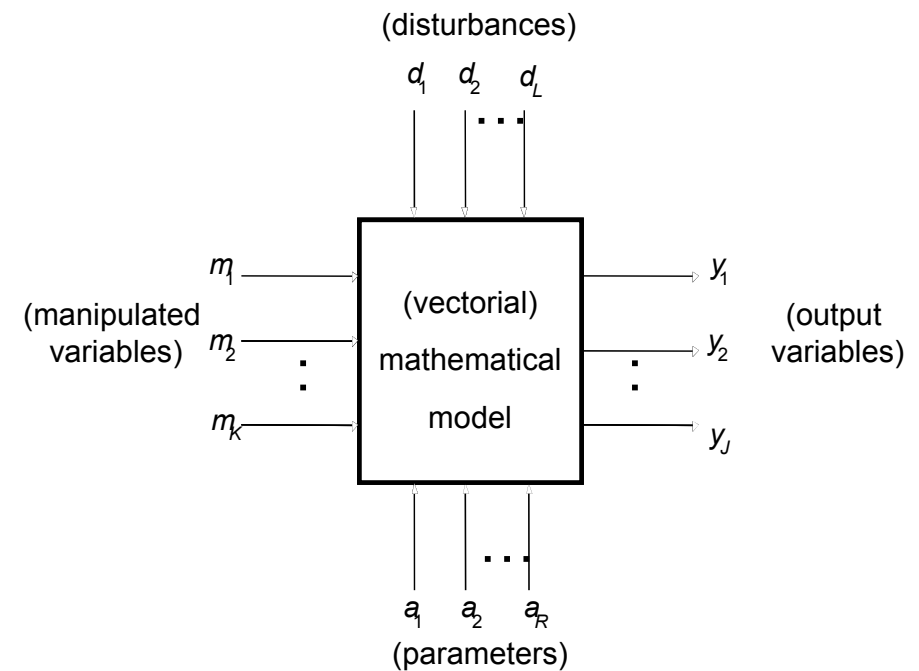 (disturbances)
d1 d2 dL
m1
(manipulated
variables)
m2
mK
(vectorial)
mathematical
model
y1
y2
yJ
(output
variables)
a1 a2 aR
(parameters)